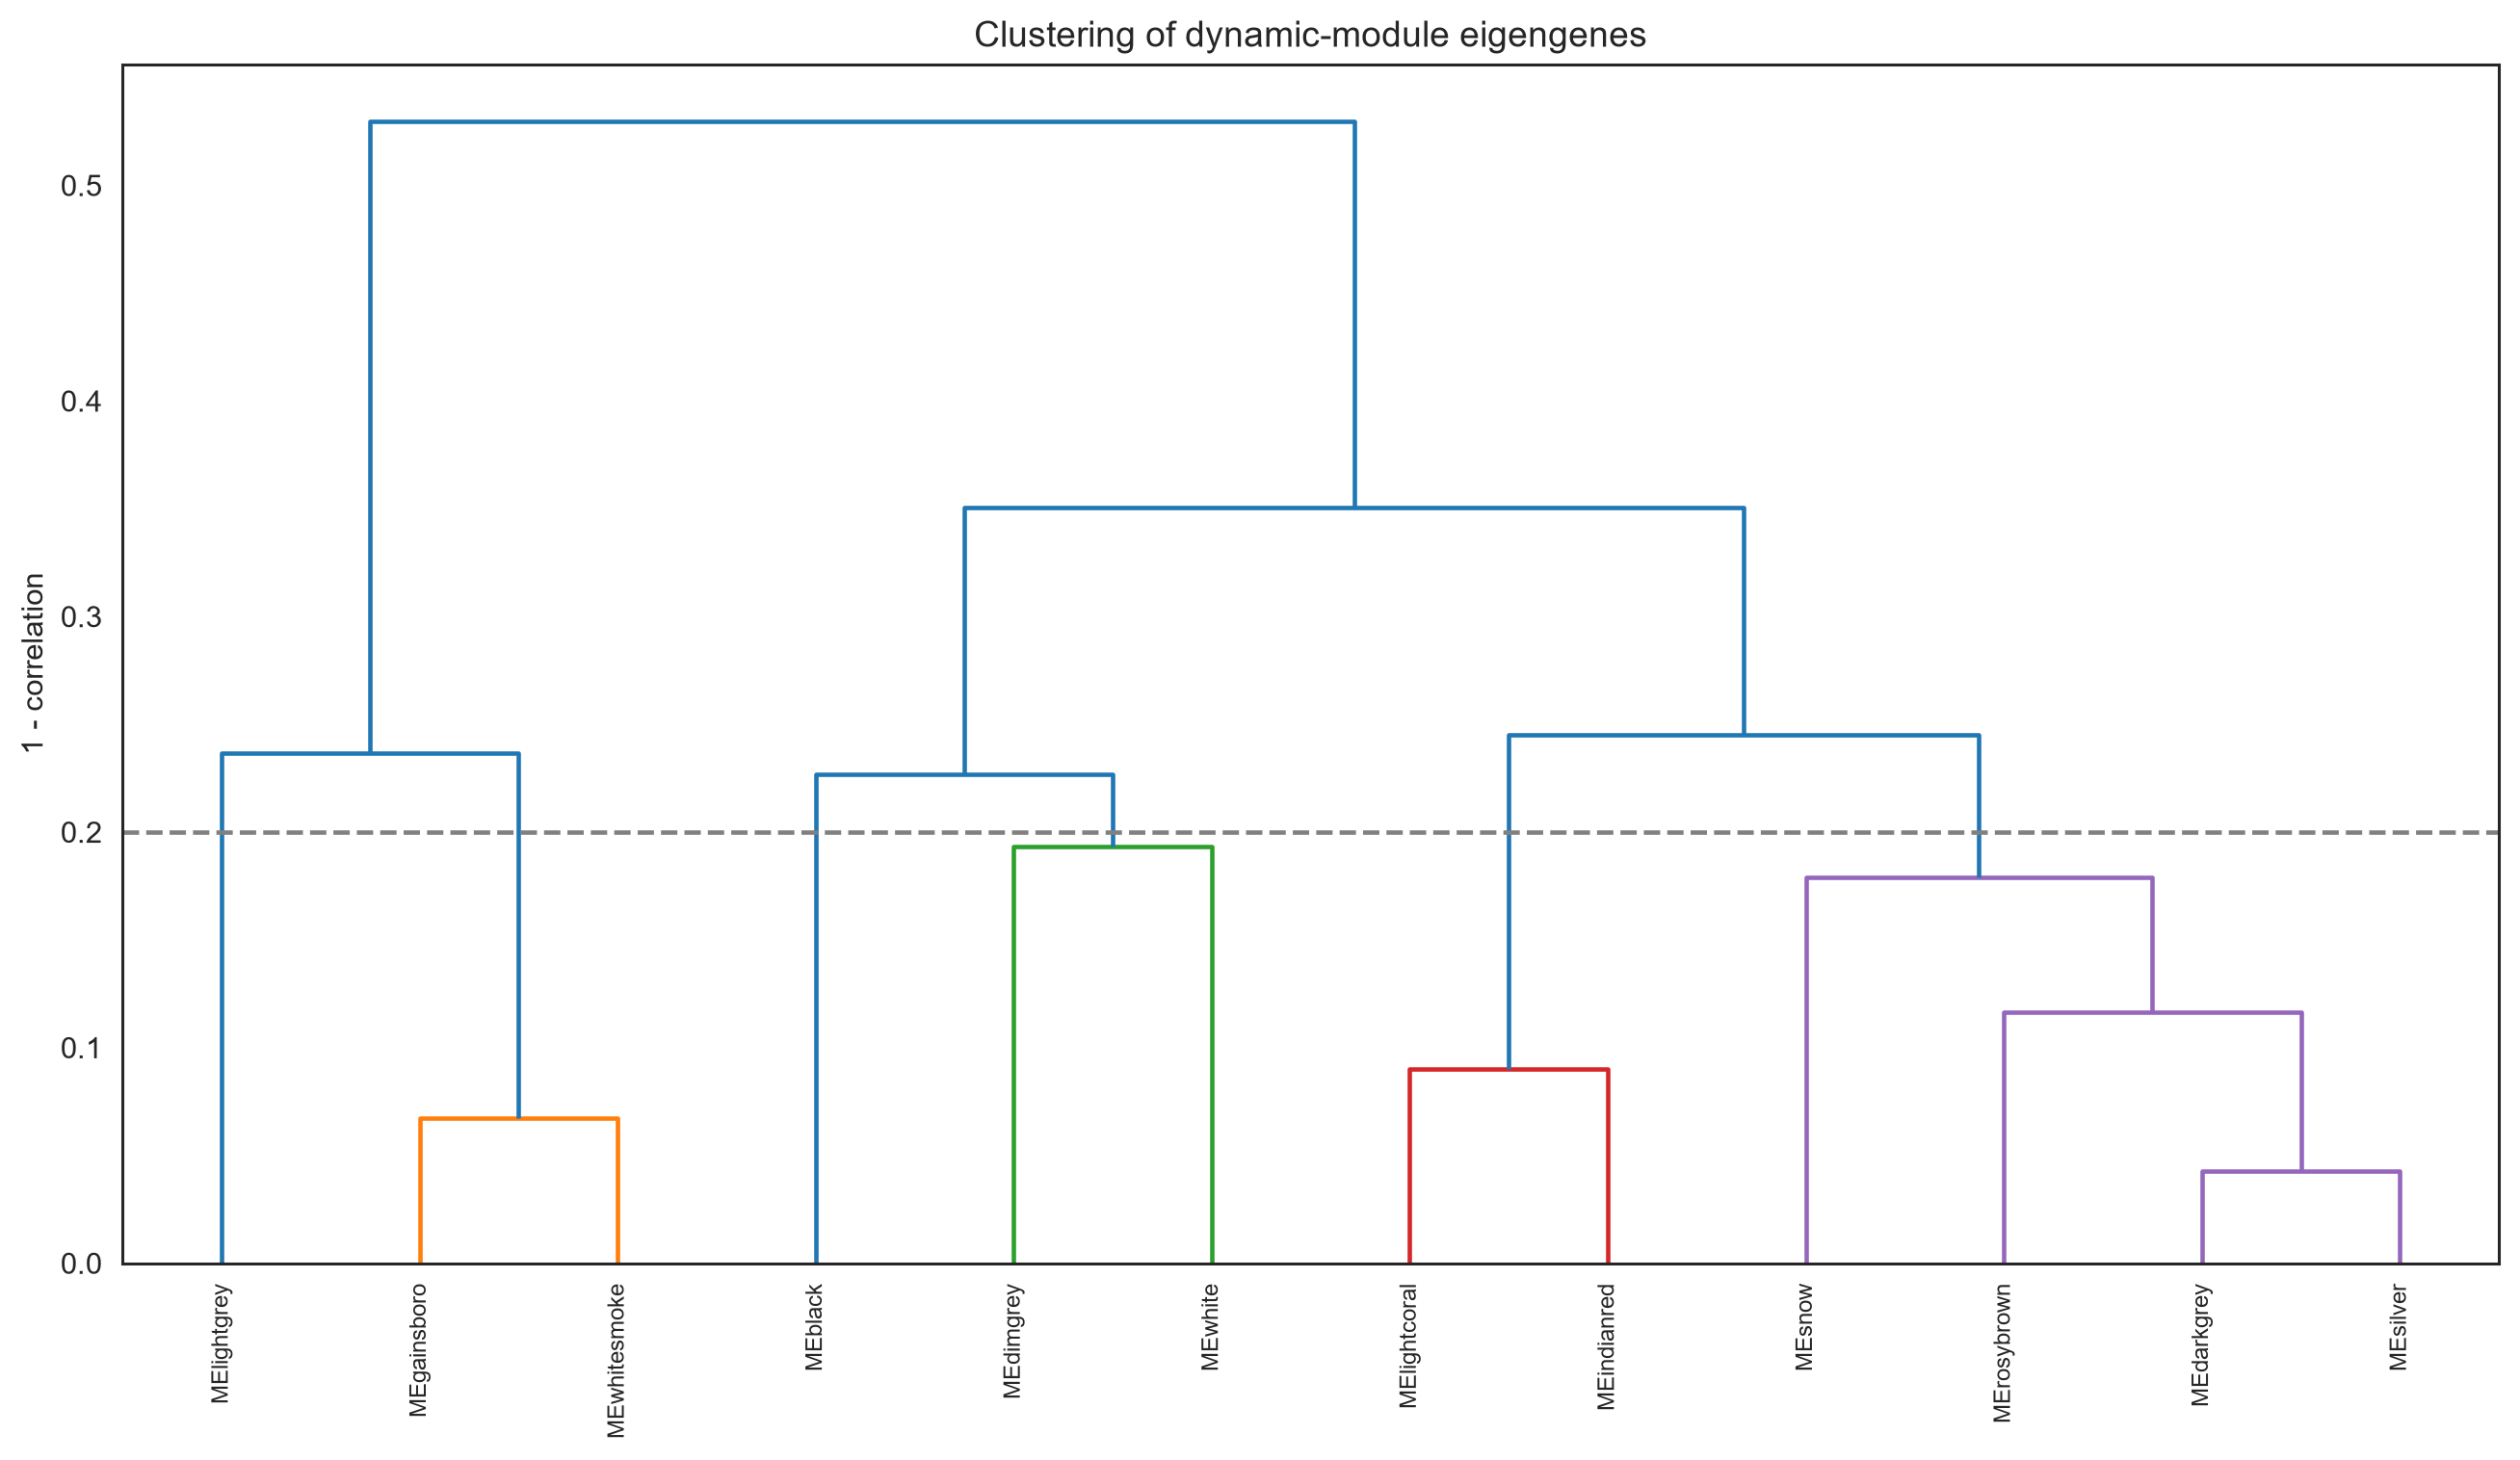 Clustering of dynamic-module eigengenes
1 - correlation
0.5
0.4
0.3
0.2
0.1
0.0
MElightgrey
MEgainsboro
MEwhitesmoke
MEblack
MEdimgrey
MEwhite
MElightcoral
MEindianred
MEsnow
MErosybrown
MEdarkgrey
MEsilver